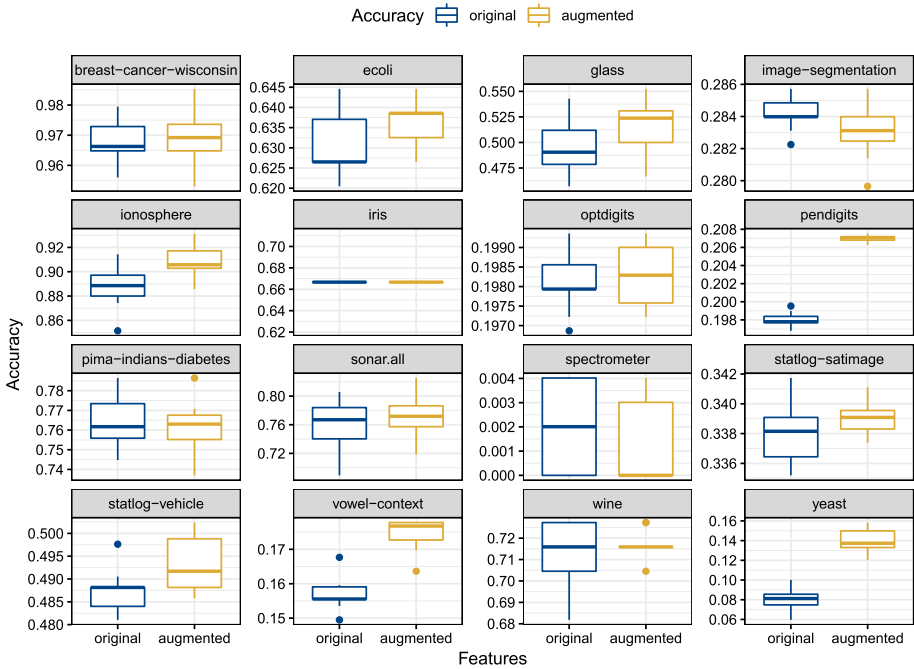 Accuracy original augmented
breast−cancer−wisconsin ecoli glass image−segmentation
0.98 0.97 0.96
0.645 0.640 0.635 0.630 0.625 0.620
0.550 0.525 0.500 0.475
0.286 0.284 0.282 0.280
ionosphere iris optdigits pendigits
0.92 0.90 0.88 0.86
0.70 0.68 0.66 0.64 0.62
0.1990 0.1985 0.1980 0.1975 0.1970
0.208 0.206 0.204 0.202 0.200 0.198
Accuracy
pima−indians−diabetes sonar.all spectrometer statlog−satimage
0.78 0.77 0.76 0.75 0.74
0.80 0.76 0.72
0.004 0.003 0.002 0.001 0.000
0.342 0.340 0.338 0.336
statlog−vehicle vowel−context wine yeast
0.500 0.495 0.490 0.485 0.480
0.17 0.16 0.15
0.72 0.71 0.70 0.69 0.68
0.16 0.14 0.12 0.10 0.08 0.06
original augmented original augmented original augmented original augmented
Features